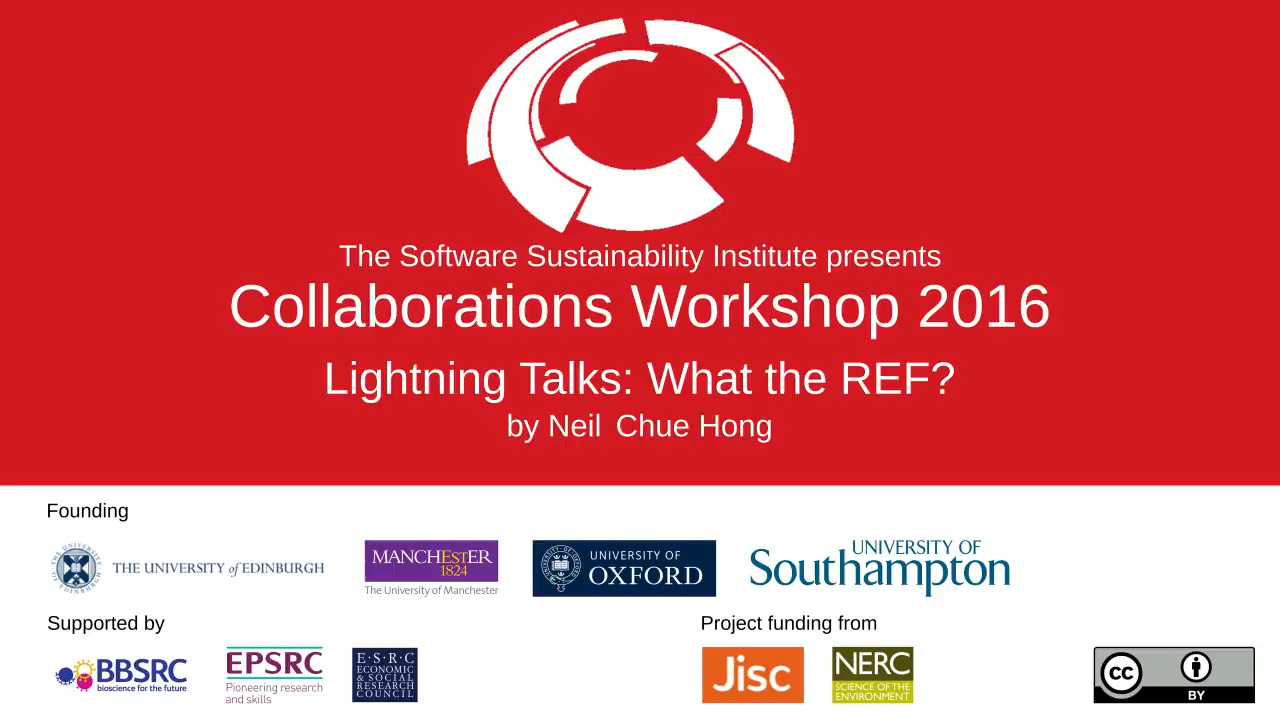 The Software Sustainability Institute presents
Collaborations Workshop 2016
Lightning Talks: What the REF?
by Neil Chue Hong
Founding
THE UNIVERSITY of EDINBURGH
MANCHESTER
1824
The University of Manchester
UNIVERSITY OF
OXFORD
UNIVERSITY OF
Southampton
Supported by
Project funding from
BBSRC
bioscience for the future
EPSRC
Pioneering research
and skills
E·S·R·C
ECONOMIC
& SOCIAL
RESEARCH
COUNCIL
Jisc
NERC
SCIENCE OF THE
ENVIRONMENT
cc
BY